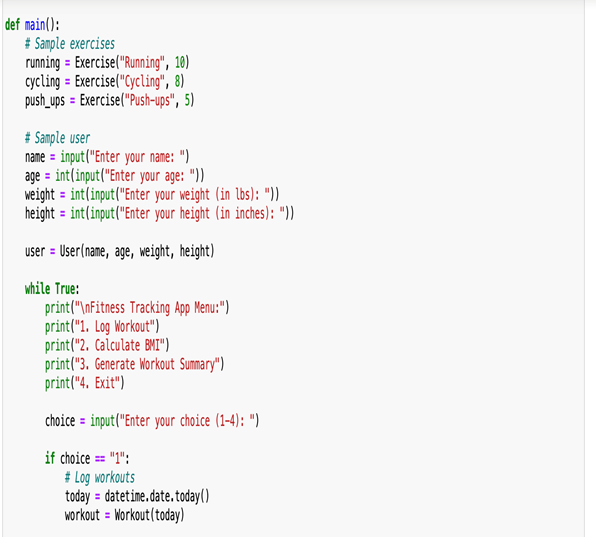 def main():
    # Sample exercises
    running = Exercise("Running", 10)
    cycling = Exercise("Cycling", 8)
    push_ups = Exercise("Push-ups", 5)

    # Sample user
    name = input("Enter your name: ")
    age = int(input("Enter your age: "))
    weight = int(input("Enter your weight (in lbs): "))
    height = int(input("Enter your height (in inches): "))

    user = User(name, age, weight, height)

    while True:
        print("\nFitness Tracking App Menu:")
        print("1. Log Workout")
        print("2. Calculate BMI")
        print("3. Generate Workout Summary")
        print("4. Exit")

        choice = input("Enter your choice (1-4): ")

        if choice == "1":
            # Log workouts
            today = datetime.date.today()
            workout = Workout(today)